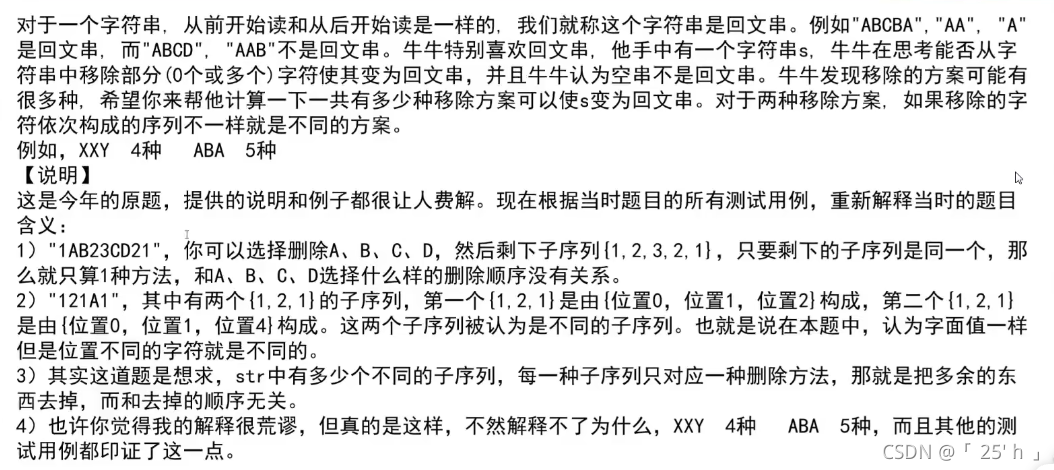 对于一个字符串, 从前开始读和从后开始读是一样的, 我们就称这个字符串是回文串。例如"ABCBA","AA", "A"
是回文串, 而"ABCD", "AAB"不是回文串。牛牛特别喜欢回文串, 他手中有一个字符串s, 牛牛在思考能否从字
符串中移除部分(0个或多个)字符使其变为回文串，并且牛牛认为空串不是回文串。牛牛发现移除的方案可能有
很多种, 希望你来帮他计算一下一共有多少种移除方案可以使s变为回文串。对于两种移除方案, 如果移除的字
符依次构成的序列不一样就是不同的方案。
例如，XXY 4种 ABA 5种
【说明】
这是今年的原题，提供的说明和例子都很让人费解。现在根据当时题目的所有测试用例，重新解释当时的题目
含义：
1）"1AB23CD21"，你可以选择删除A、B、C、D，然后剩下子序列{1,2,3,2,1}，只要剩下的子序列是同一个，那
么就只算1种方法，和A、B、C、D选择什么样的删除顺序没有关系。
2）"121A1"，其中有两个{1,2,1}的子序列，第一个{1,2,1}是由{位置0，位置1，位置2}构成，第二个{1,2,1}
是由{位置0，位置1，位置4}构成。这两个子序列被认为是不同的子序列。也就是说在本题中，认为字面值一样
但是位置不同的字符就是不同的。
3）其实这道题是想求，str中有多少个不同的子序列，每一种子序列只对应一种删除方法，那就是把多余的东
西去掉，而和去掉的顺序无关。
4）也许你觉得我的解释很荒谬，但真的是这样，不然解释不了为什么，XXY 4种 ABA 5种，而且其他的测
试用例都印证了这一点。
CSDN @「 25' h 」